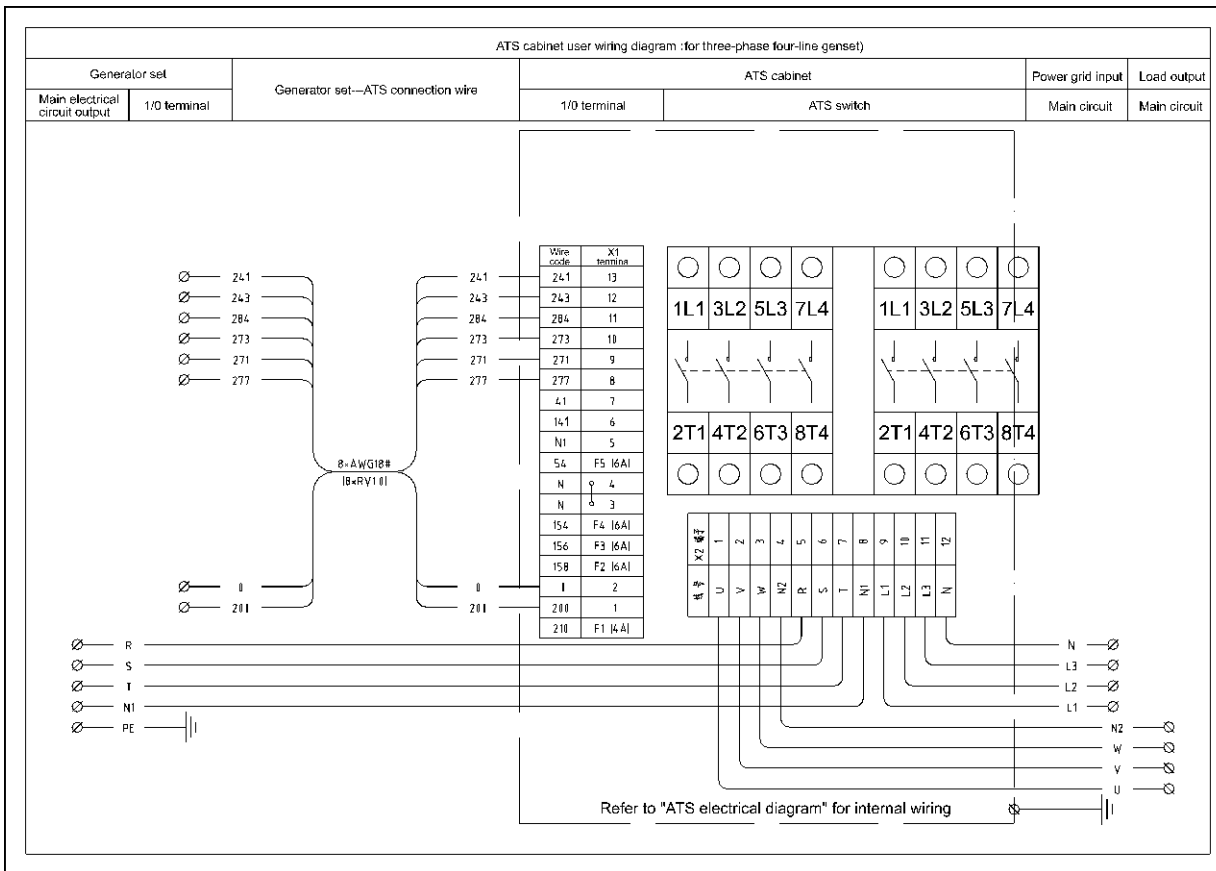 ATS cabinet user wiring diagram :for three-phase four-line genset)
Generator set
Generator set---ATS connection wire
ATS cabinet
Power grid input
Load output
Main electrical
circuit output
1/0 terminal
1/0 terminal
ATS switch
Main circuit
Main circuit
Wire
code
X1
termina
241 241 241 13
243 243 243 12
284 284 284 11
273 273 273 10
271 271 271 9
277 277 277 8
41 7
141 6
N1 5
54 F5 |6A|
N 4
N 3
154 F4 |6A|
156 F3 |6A|
158 F2 |6A|
2
200 1
210 F1 |4A|
8×AWG18#
1L1 3L2 5L3 7L4
1L1 3L2 5L3 7L4
2T1 4T2 6T3 8T4
2T1 4T2 6T3 8T4
X2 端子 1 2 3 4 5 6 7 8 9 10 11 12
线号 U V W N2 R S T N1 L1 L2 L3 N
R
S
N1
PE
N
L3
L2
L1
N2
W
V
U
Refer to "ATS electrical diagram" for internal wiring